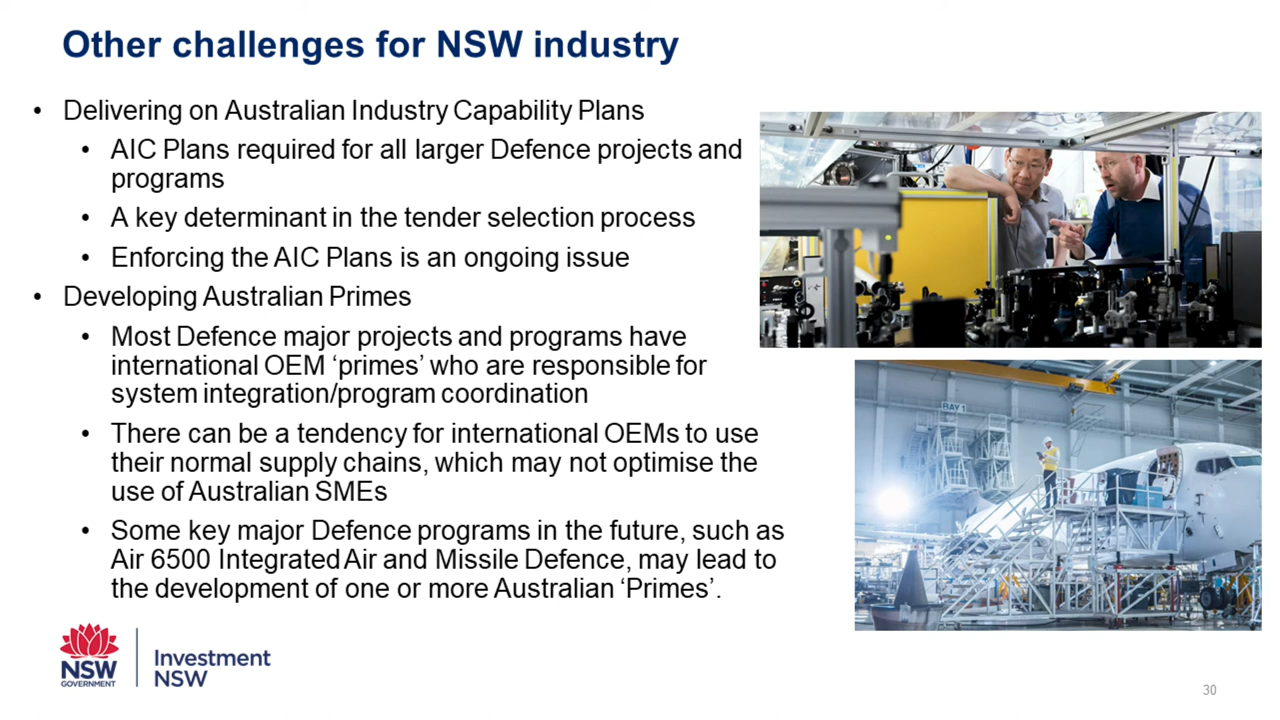 Other challenges for NSW industry
• Delivering on Australian Industry Capability Plans
• AIC Plans required for all larger Defence projects and
programs
• A key determinant in the tender selection process
• Enforcing the AIC Plans is an ongoing issue
• Developing Australian Primes
• Most Defence major projects and programs have
international OEM ‘primes’ who are responsible for
system integration/program coordination
• There can be a tendency for international OEMs to use
their normal supply chains, which may not optimise the
use of Australian SMEs
• Some key major Defence programs in the future, such as
Air 6500 Integrated Air and Missile Defence, may lead to
the development of one or more Australian ‘Primes’.
BAY 1
NSW
GOVERNMENT
Investment
NSW
30